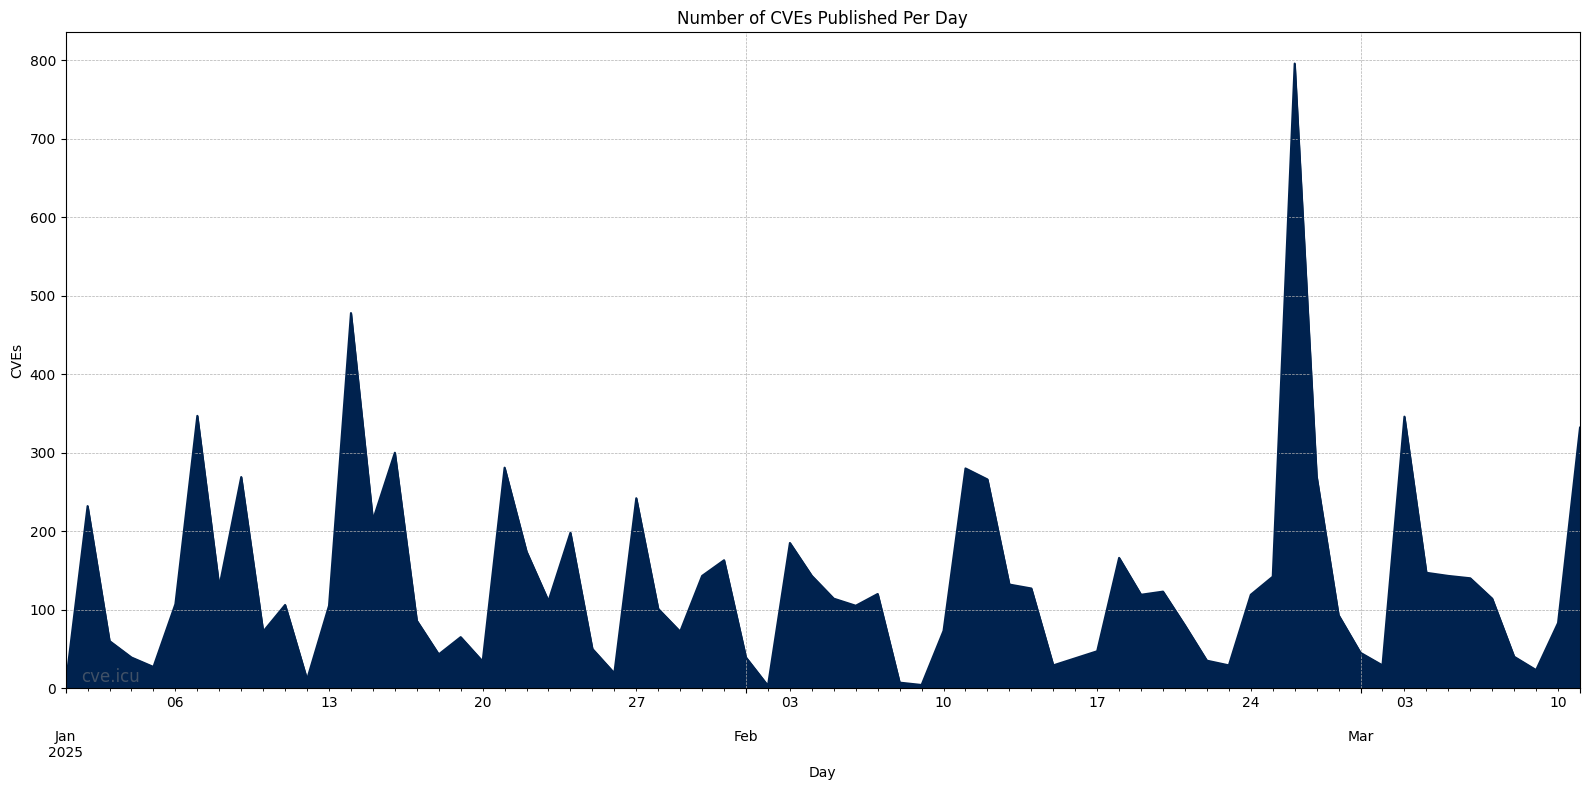 Number of CVEs Published Per Day
800
700
600
500
400
300
200
100
0
CVEs
cve.icu
06 13 20 27 03 10 17 24 03 10
Jan Feb Mar
2025
Day